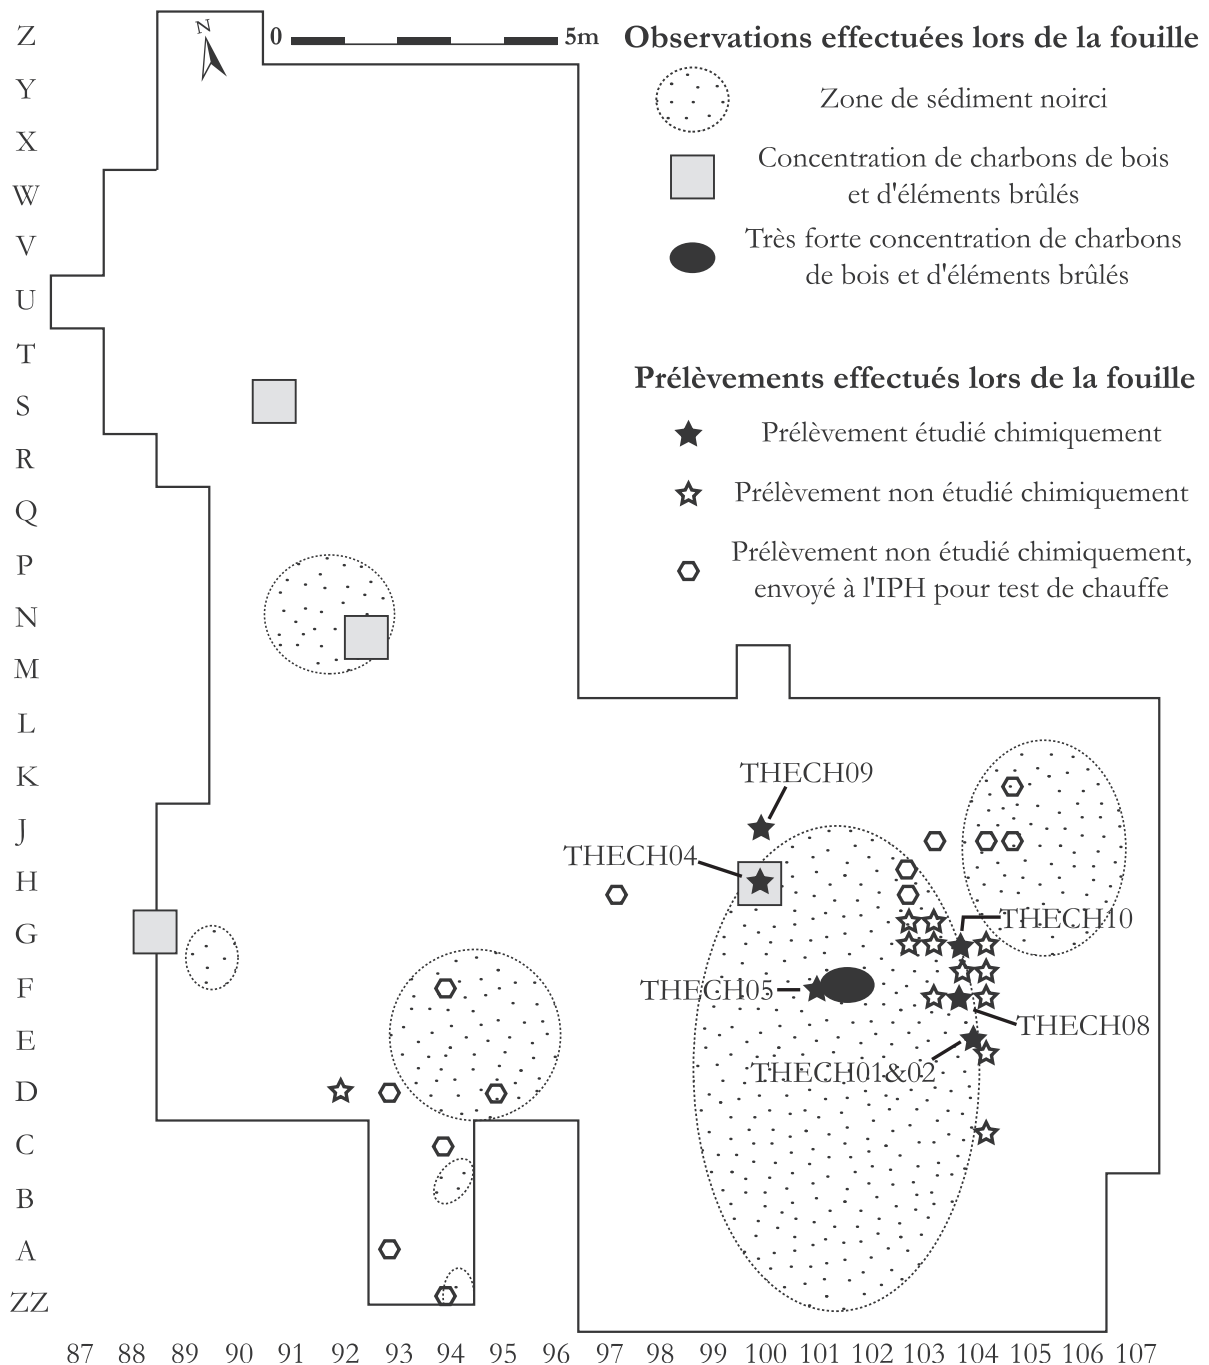 N
0 5m
Observations effectuées lors de la fouille
Zone de sédiment noirci
Concentration de charbons de bois
et d'éléments brûlés
Très forte concentration de charbons
de bois et d'éléments brûlés
Prélèvements effectués lors de la fouille
Prélèvement étudié chimiquement
Prélèvement non étudié chimiquement
Prélèvement non étudié chimiquement,
envoyé à l'IPH pour test de chauffe
Z
Y
X
W
V
U
T
S
R
Q
P
N
M
L
K
J
H
G
F
E
D
C
B
A
ZZ
THECH09
THECH04
THECH10
THECH05
THECH08
THECH01&02
87 88 89 90 91 92 93 94 95 96 97 98 99 100 101 102 103 104 105 106 107